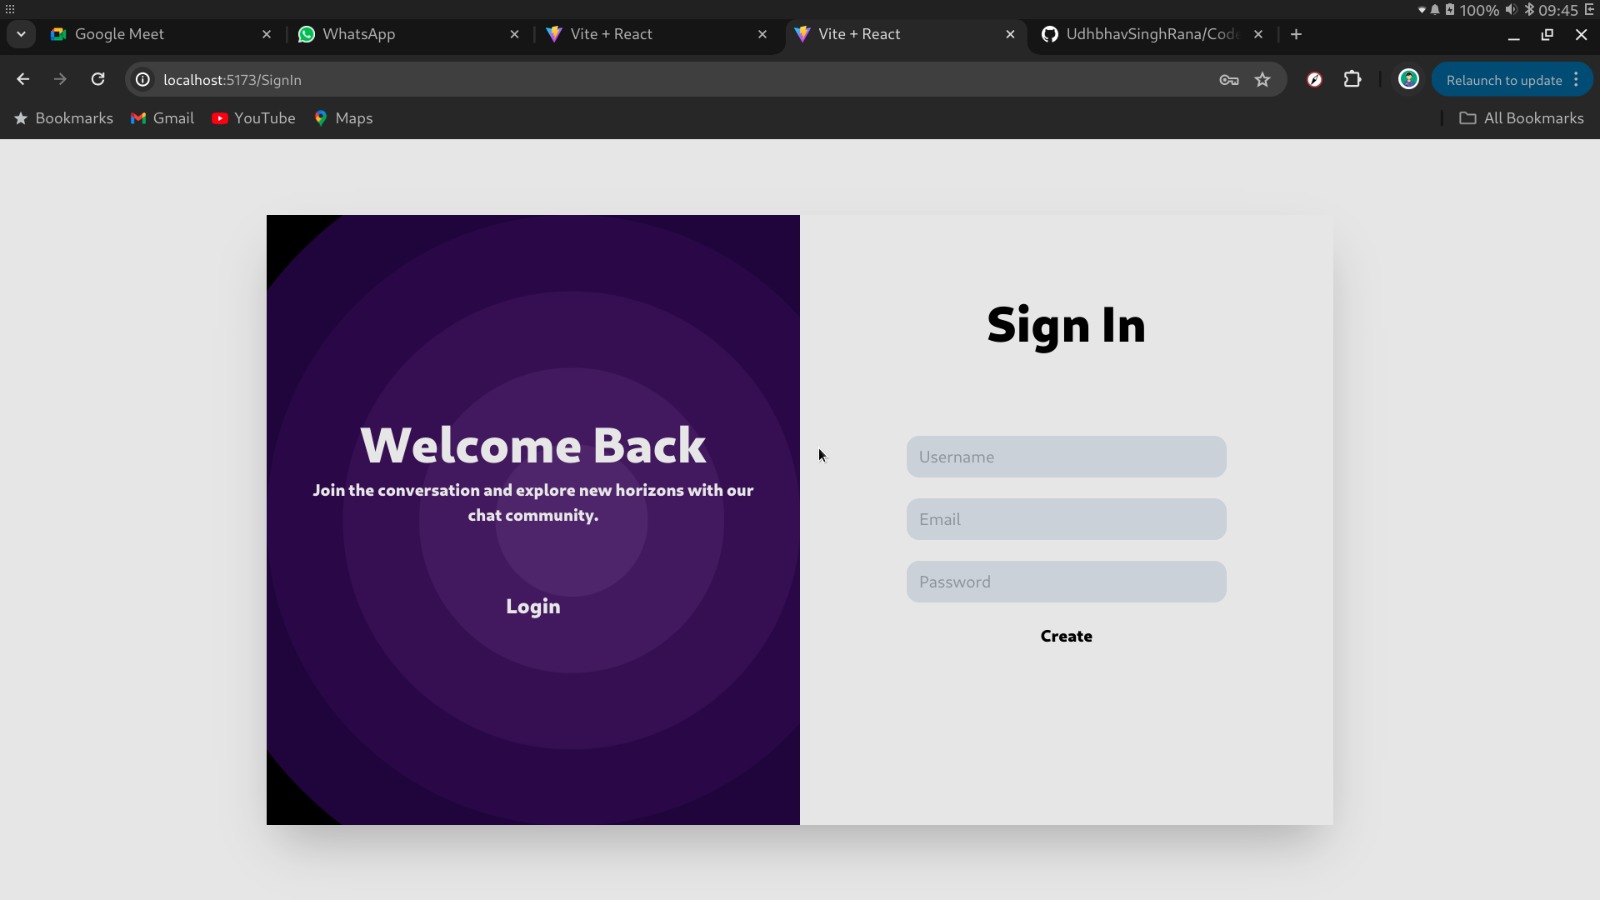 100% 09:45
Google Meet
WhatsApp
Vite + React
Vite + React
UdhbhavSinghRana/Code
localhost:5173/SignIn
Relaunch to update
Bookmarks
Gmail
YouTube
Maps
All Bookmarks
Welcome Back
Join the conversation and explore new horizons with our
chat community.
Login
Sign In
Username
Email
Password
Create